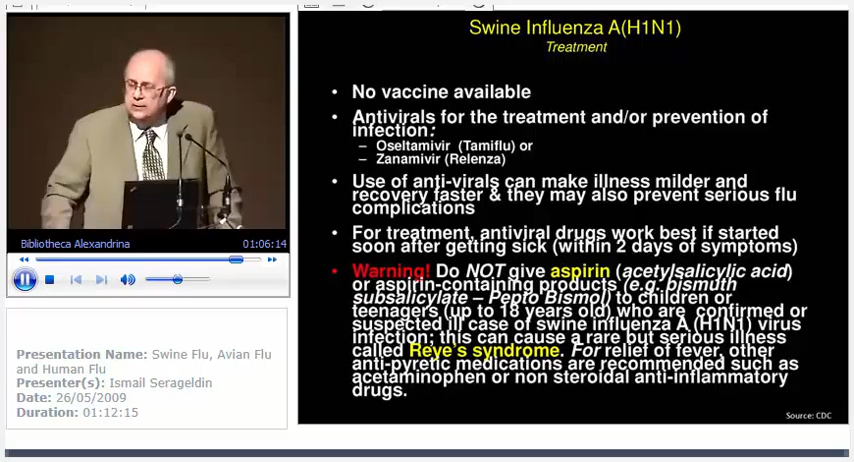 Swine Influenza A(H1N1)
Treatment
• No vaccine available
• Antivirals for the treatment and/or prevention of
infection:
– Oseltamivir (Tamiflu) or
– Zanamivir (Relenza)
• Use of anti-virals can make illness milder and
recovery faster & they may also prevent serious flu
complications
• For treatment, antiviral drugs work best if started
soon after getting sick (within 2 days of symptoms)
• Warning! Do NOT give aspirin (acetylsalicylic acid)
or aspirin-containing products (e.g. bismuth
subsalicylate – Pepto Bismol) to children or
teenagers (up to 18 years old) who are confirmed or
suspected ill case of swine influenza A (H1N1) virus
infection; this can cause a rare but serious illness
called Reye's syndrome. For relief of fever, other
anti-pyretic medications are recommended such as
acetaminophen or non steroidal anti-inflammatory
drugs.
Source: CDC
Bibliotheca Alexandrina 01:06:14
Presentation Name: Swine Flu, Avian Flu
and Human Flu
Presenter(s): Ismail Serageldin
Date: 26/05/2009
Duration: 01:12:15